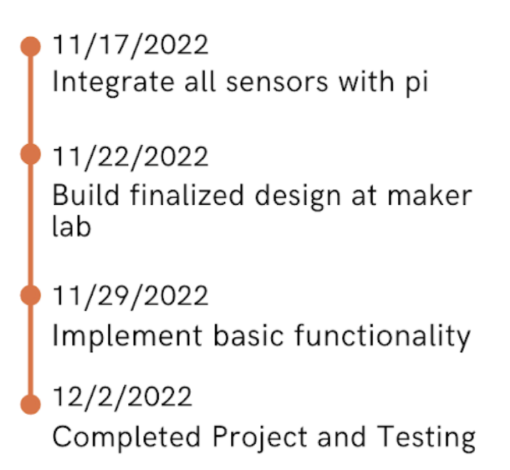 11/17/2022
Integrate all sensors with pi
11/22/2022
Build finalized design at maker
lab
11/29/2022
Implement basic functionality
12/2/2022
Completed Project and Testing